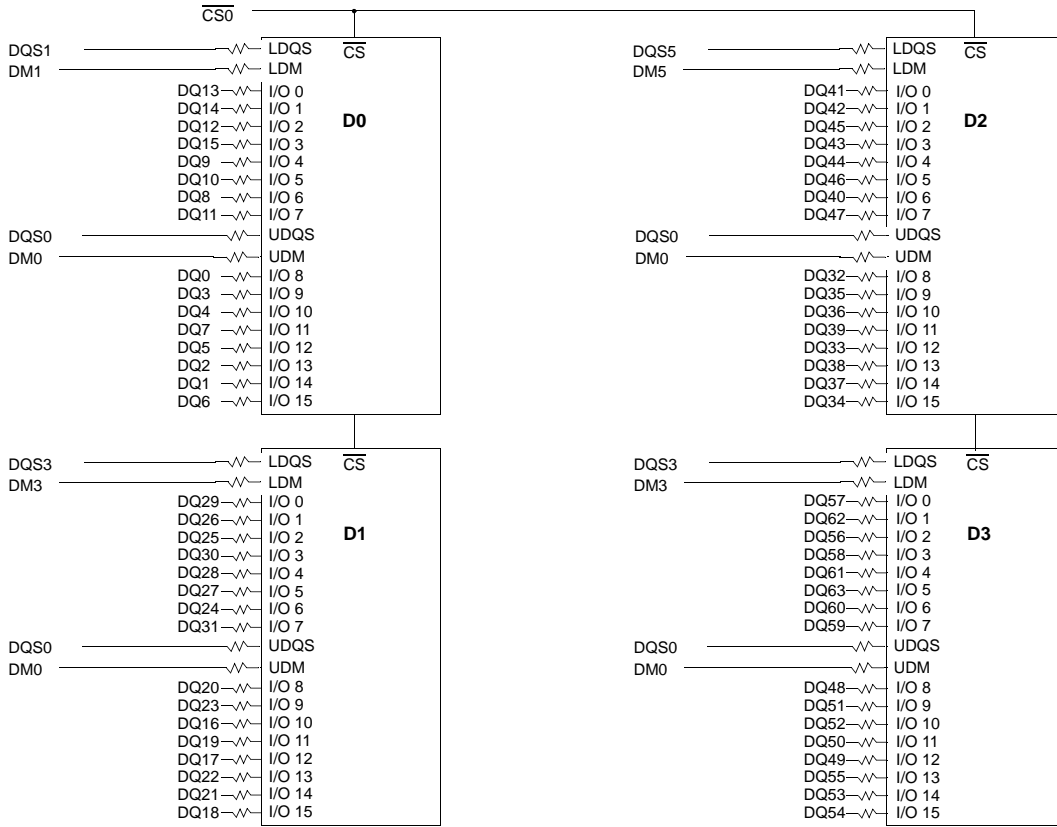 CS0
DQS1 LDQS CS
DM1 LDM
DQ13 I/O 0
DQ14 I/O 1
D0
DQ12 I/O 2
DQ15 I/O 3
DQ9 I/O 4
DQ10 I/O 5
DQ8 I/O 6
DQ11 I/O 7
DQS0 UDQS
DM0 UDM
DQ0 I/O 8
DQ3 I/O 9
DQ4 I/O 10
DQ7 I/O 11
DQ5 I/O 12
DQ2 I/O 13
DQ1 I/O 14
DQ6 I/O 15
DQS3 LDQS CS
DM3 LDM
DQ29 I/O 0
DQ26 I/O 1
DQ25 I/O 2
D1
DQ30 I/O 3
DQ28 I/O 4
DQ27 I/O 5
DQ24 I/O 6
DQ31 I/O 7
DQS0 UDQS
DM0 UDM
DQ20 I/O 8
DQ23 I/O 9
DQ16 I/O 10
DQ19 I/O 11
DQ17 I/O 12
DQ22 I/O 13
DQ21 I/O 14
DQ18 I/O 15
DQS5 LDQS CS
DM5 LDM
DQ41 I/O 0
DQ42 I/O 1
D2
DQ45 I/O 2
DQ43 I/O 3
DQ44 I/O 4
DQ46 I/O 5
DQ40 I/O 6
DQ47 I/O 7
DQS0 UDQS
DM0 UDM
DQ32 I/O 8
DQ35 I/O 9
DQ36 I/O 10
DQ39 I/O 11
DQ33 I/O 12
DQ38 I/O 13
DQ37 I/O 14
DQ34 I/O 15
DQS3 LDQS CS
DM3 LDM
DQ57 I/O 0
DQ62 I/O 1
DQ56 I/O 2
D3
DQ58 I/O 3
DQ61 I/O 4
DQ63 I/O 5
DQ60 I/O 6
DQ59 I/O 7
DQS0 UDQS
DM0 UDM
DQ48 I/O 8
DQ51 I/O 9
DQ52 I/O 10
DQ50 I/O 11
DQ49 I/O 12
DQ55 I/O 13
DQ53 I/O 14
DQ54 I/O 15